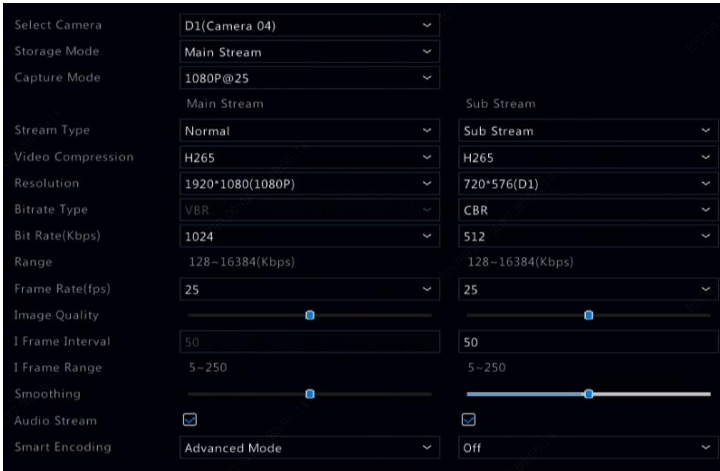 Select Camera D1(Camera 04)
Storage Mode Main Stream
Capture Mode 1080P@25
Main Stream Sub Stream
Stream Type Normal Sub Stream
Video Compression H265 H265
Resolution 1920*1080(1080P) 720*576(D1)
Bitrate Type VBR CBR
Bit Rate(Kbps) 1024 512
Range 128~16384(Kbps) 128~16384(Kbps)
Frame Rate(fps) 25 25
Image Quality
I Frame Interval 50 50
I Frame Range 5~250 5~250
Smoothing
Audio Stream
Smart Encoding Advanced Mode Off